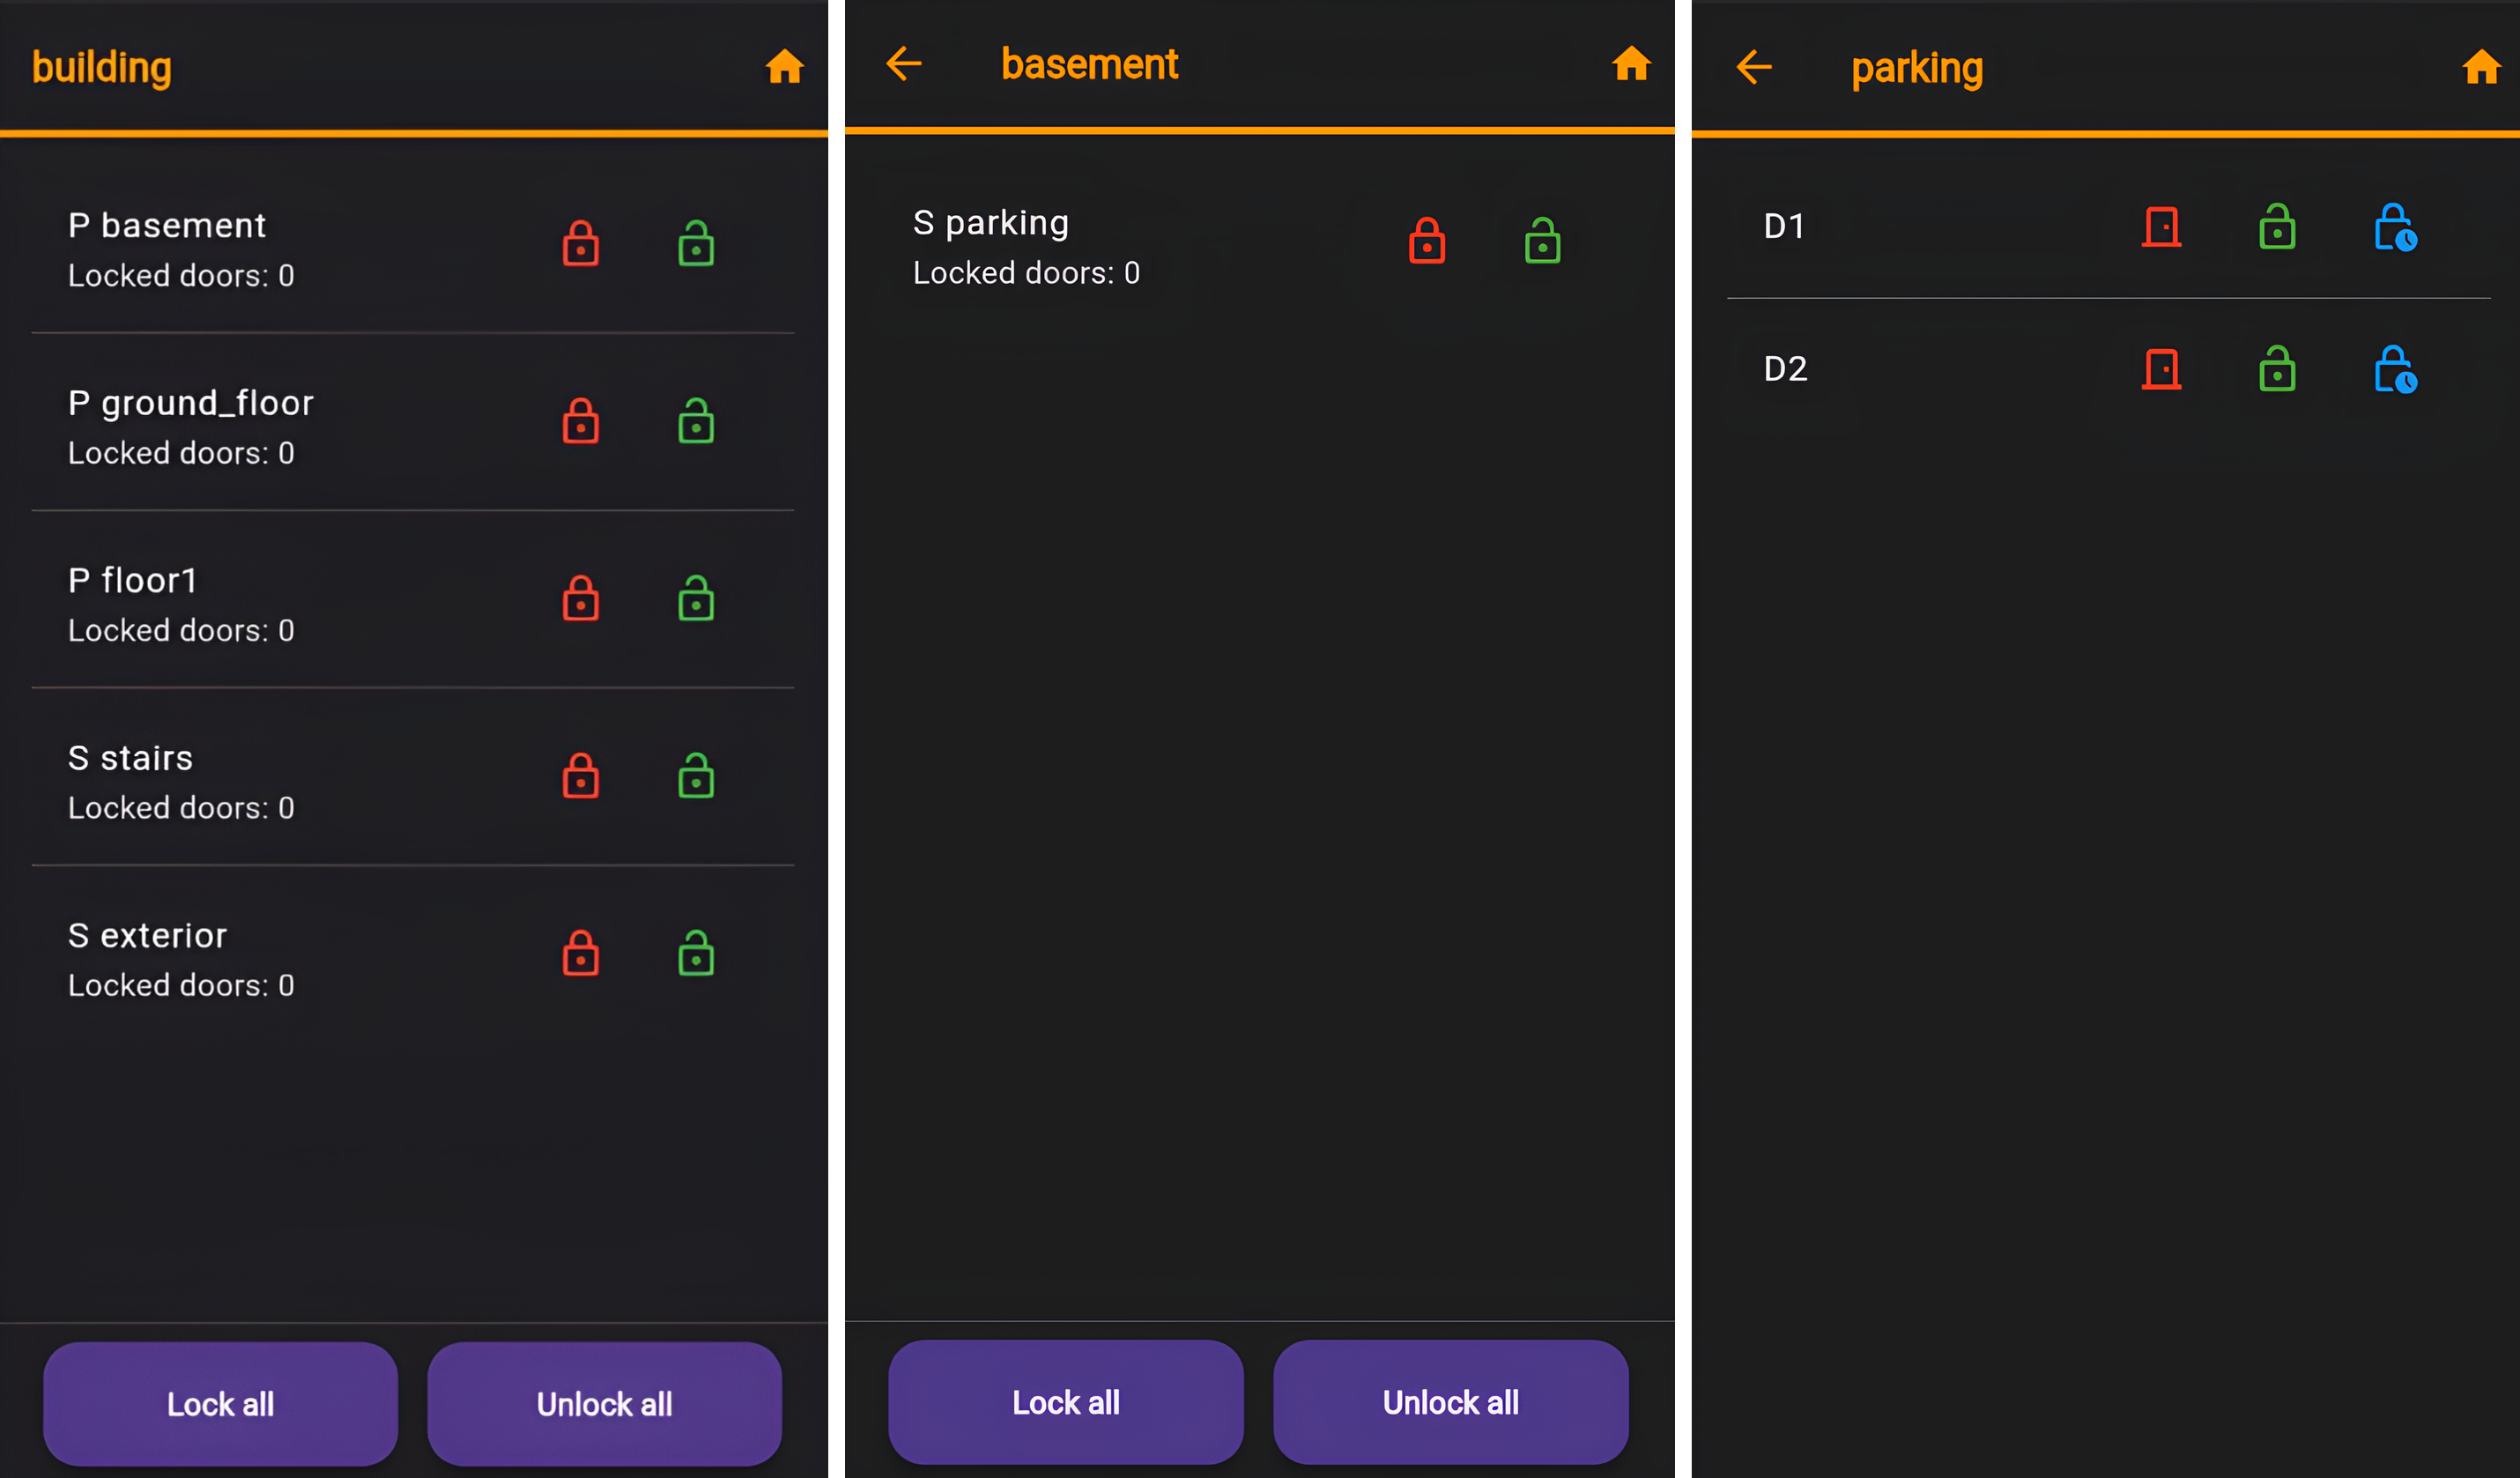 building
P basement
Locked doors: 0
P ground_floor
Locked doors: 0
P floor1
Locked doors: 0
S stairs
Locked doors: 0
S exterior
Locked doors: 0
Lock all
Unlock all
basement
S parking
Locked doors: 0
Lock all
Unlock all
parking
D1
D2